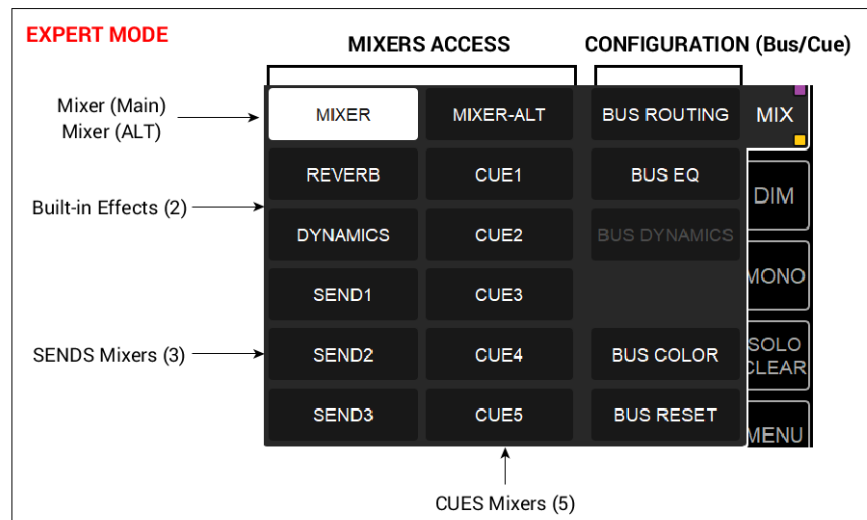 EXPERT MODE
MIXERS ACCESS
CONFIGURATION (Bus/Cue)
Mixer (Main)
Mixer (ALT)
MIXER
MIXER-ALT
BUS ROUTING
MIX
REVERB
CUE1
BUS EQ
DIM
Built-in Effects (2)
DYNAMICS
CUE2
BUS DYNAMICS
SEND1
CUE3
MONO
SENDS Mixers (3)
SEND2
CUE4
BUS COLOR
SOLO
CLEAR
SEND3
CUE5
BUS RESET
MENU
CUES Mixers (5)